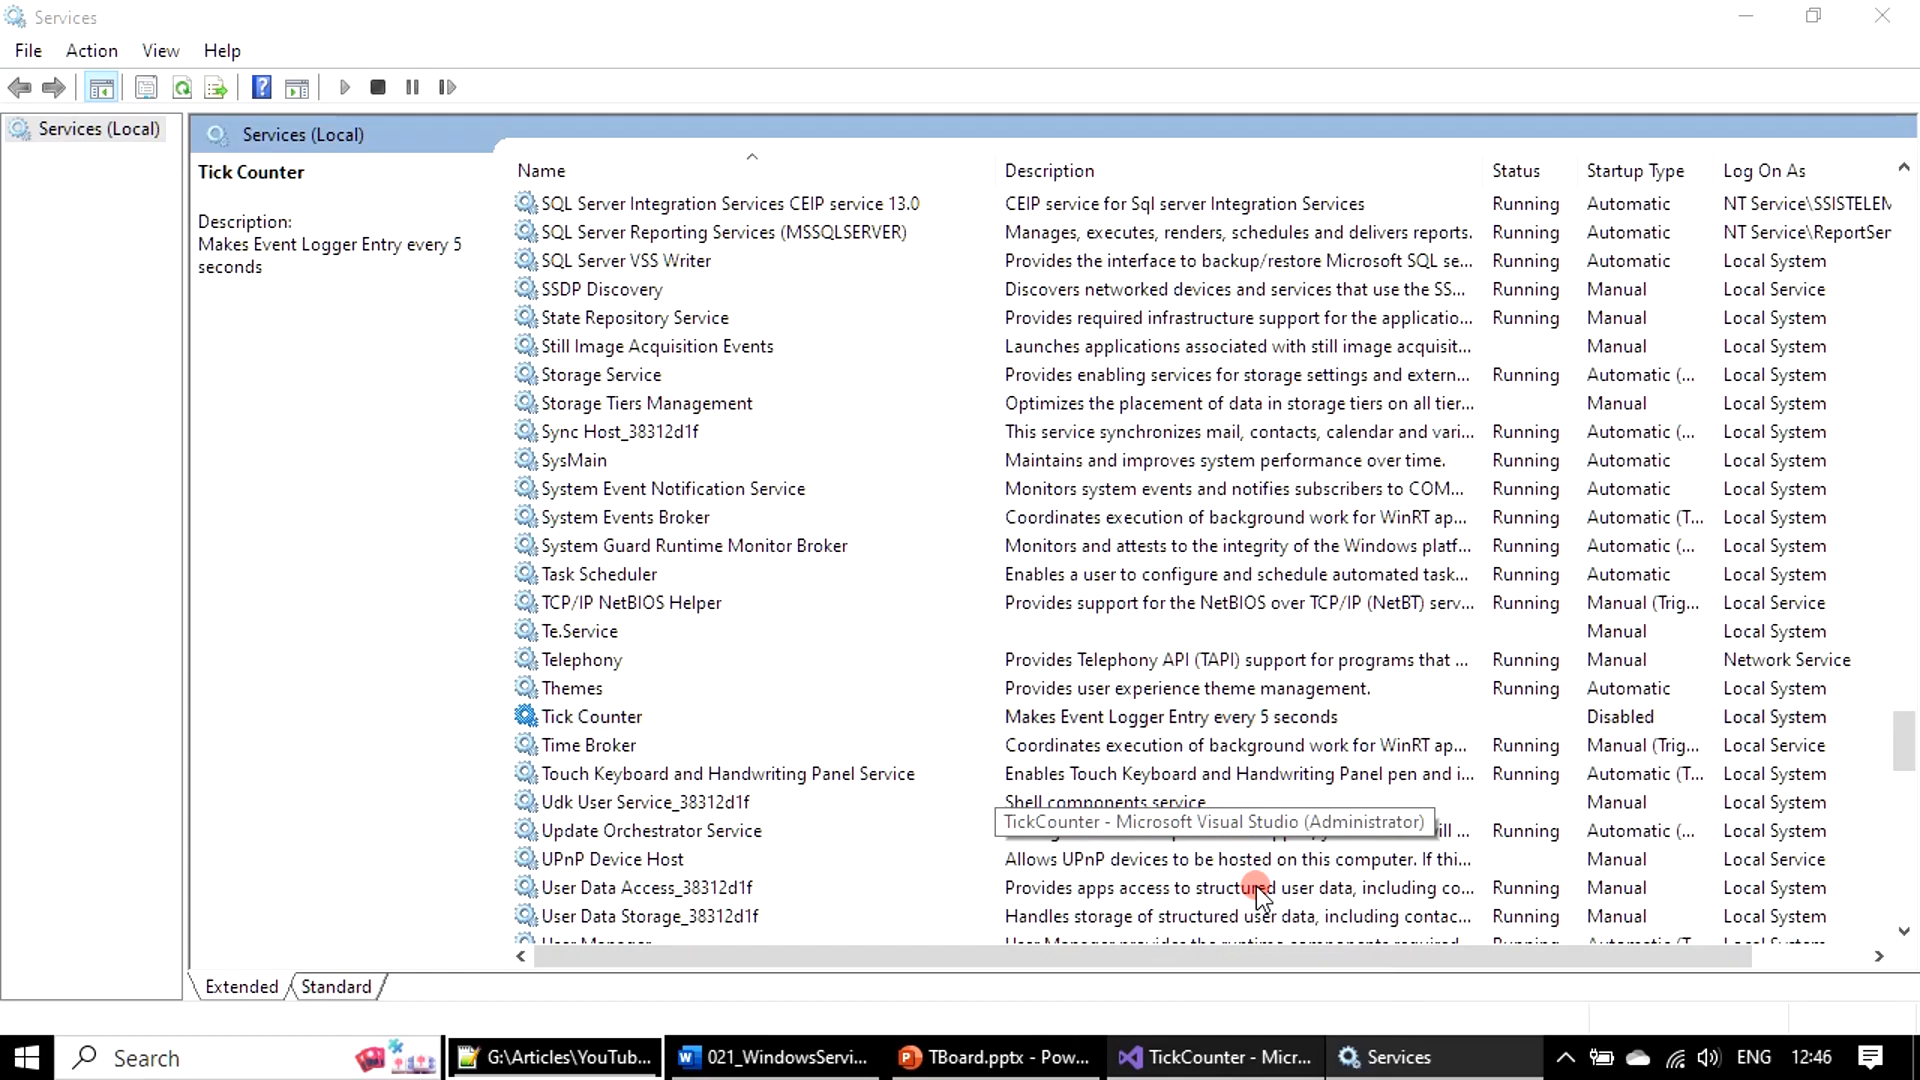 Services
File Action View Help
Services (Local)
Services (Local)
Tick Counter
Description:
Makes Event Logger Entry every 5
seconds
Name Description Status Startup Type Log On As
SQL Server Integration Services CEIP service 13.0 CEIP service for Sql server Integration Services Running Automatic NT Service\SSISTELEM
SQL Server Reporting Services (MSSQLSERVER) Manages, executes, renders, schedules and delivers reports. Running Automatic NT Service\ReportSer
SQL Server VSS Writer Provides the interface to backup/restore Microsoft SQL se... Running Automatic Local System
SSDP Discovery Discovers networked devices and services that use the SS... Running Manual Local Service
State Repository Service Provides required infrastructure support for the applicatio... Running Manual Local System
Still Image Acquisition Events Launches applications associated with still image acquisit... Manual Local System
Storage Service Provides enabling services for storage settings and extern... Running Automatic (... Local System
Storage Tiers Management Optimizes the placement of data in storage tiers on all tier... Manual Local System
Sync Host_38312d1f This service synchronizes mail, contacts, calendar and vari... Running Automatic (... Local System
SysMain Maintains and improves system performance over time. Running Automatic Local System
System Event Notification Service Monitors system events and notifies subscribers to COM... Running Automatic Local System
System Events Broker Coordinates execution of background work for WinRT ap... Running Automatic (T... Local System
System Guard Runtime Monitor Broker Monitors and attests to the integrity of the Windows platf... Running Automatic (... Local System
Task Scheduler Enables a user to configure and schedule automated task... Running Automatic Local System
TCP/IP NetBIOS Helper Provides support for the NetBIOS over TCP/IP (NetBT) serv... Running Manual (Trig... Local Service
Te.Service Manual Local System
Telephony Provides Telephony API (TAPI) support for programs that ... Running Manual Network Service
Themes Provides user experience theme management. Running Automatic Local System
Tick Counter Makes Event Logger Entry every 5 seconds Disabled Local System
Time Broker Coordinates execution of background work for WinRT ap... Running Manual (Trig... Local Service
Touch Keyboard and Handwriting Panel Service Enables Touch Keyboard and Handwriting Panel pen and i... Running Automatic (T... Local System
Udk User Service_38312d1f Shell components service Manual Local System
TickCounter - Microsoft Visual Studio (Administrator)
Update Orchestrator Service ... Running Automatic (... Local System
UPnP Device Host Allows UPnP devices to be hosted on this computer. If thi... Manual Local Service
User Data Access_38312d1f Provides apps access to structured user data, including co... Running Manual Local System
User Data Storage_38312d1f Handles storage of structured user data, including contac... Running Manual Local System
Extended Standard
Search G:\Articles\YouTub... 021_WindowsServi... TBoard.pptx - Pow... TickCounter - Micr... Services ENG 12:46